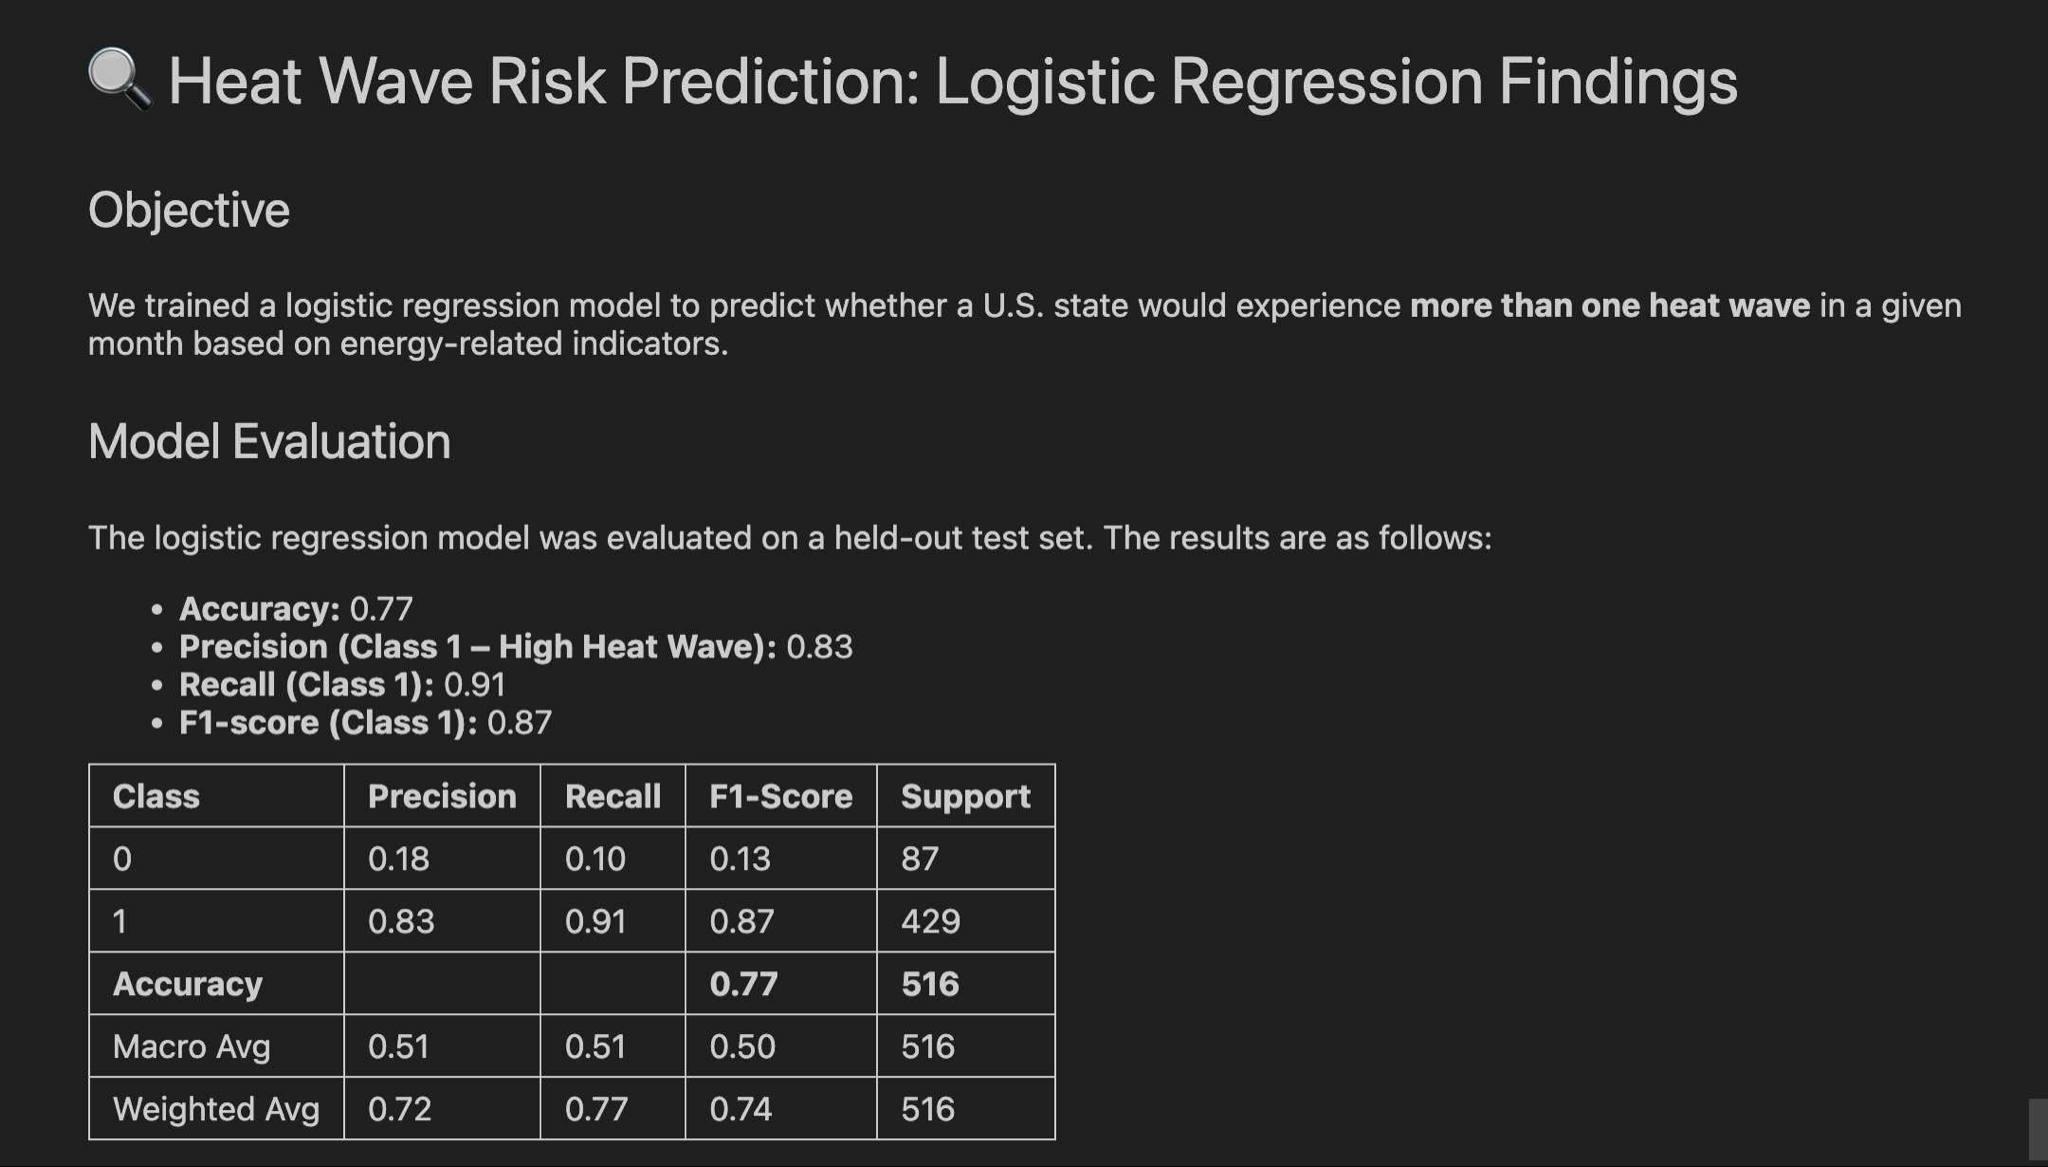 🔍 Heat Wave Risk Prediction: Logistic Regression Findings
Objective
We trained a logistic regression model to predict whether a U.S. state would experience more than one heat wave in a given
month based on energy-related indicators.
Model Evaluation
The logistic regression model was evaluated on a held-out test set. The results are as follows:
• Accuracy: 0.77
• Precision (Class 1 – High Heat Wave): 0.83
• Recall (Class 1): 0.91
• F1-score (Class 1): 0.87
Class Precision Recall F1-Score Support
0 0.18 0.10 0.13 87
1 0.83 0.91 0.87 429
Accuracy 0.77 516
Macro Avg 0.51 0.51 0.50 516
Weighted Avg 0.72 0.77 0.74 516